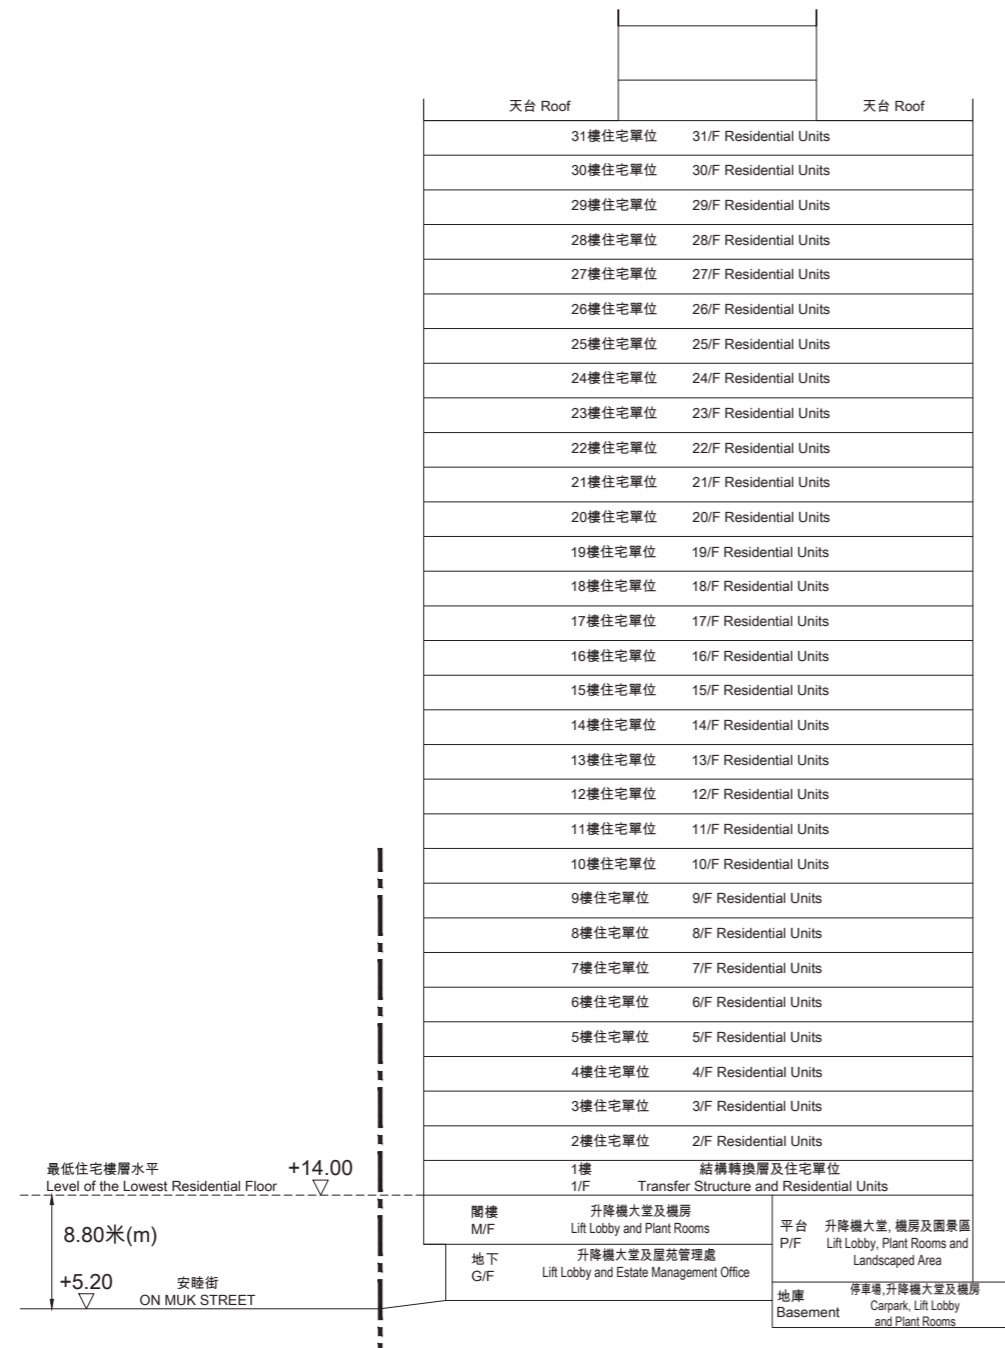 天台 Roof
天台 Roof
31樓住宅單位 31/F Residential Units
30樓住宅單位 30/F Residential Units
29樓住宅單位 29/F Residential Units
28樓住宅單位 28/F Residential Units
27樓住宅單位 27/F Residential Units
26樓住宅單位 26/F Residential Units
25樓住宅單位 25/F Residential Units
24樓住宅單位 24/F Residential Units
23樓住宅單位 23/F Residential Units
22樓住宅單位 22/F Residential Units
21樓住宅單位 21/F Residential Units
20樓住宅單位 20/F Residential Units
19樓住宅單位 19/F Residential Units
18樓住宅單位 18/F Residential Units
17樓住宅單位 17/F Residential Units
16樓住宅單位 16/F Residential Units
15樓住宅單位 15/F Residential Units
14樓住宅單位 14/F Residential Units
13樓住宅單位 13/F Residential Units
12樓住宅單位 12/F Residential Units
11樓住宅單位 11/F Residential Units
10樓住宅單位 10/F Residential Units
9樓住宅單位 9/F Residential Units
8樓住宅單位 8/F Residential Units
7樓住宅單位 7/F Residential Units
6樓住宅單位 6/F Residential Units
5樓住宅單位 5/F Residential Units
4樓住宅單位 4/F Residential Units
3樓住宅單位 3/F Residential Units
2樓住宅單位 2/F Residential Units
1樓 結構轉換層及住宅單位
1/F Transfer Structure and Residential Units
最低住宅樓層水平
Level of the Lowest Residential Floor
+14.00
8.80米(m)
+5.20
安睦街
ON MUK STREET
閣樓 升降機大堂及機房
M/F Lift Lobby and Plant Rooms
地下 升降機大堂及屋苑管理處
G/F Lift Lobby and Estate Management Office
平台 升降機大堂, 機房及園景區
P/F Lift Lobby, Plant Rooms and
Landscaped Area
地庫 停車場,升降機大堂及機房
Basement Carpark, Lift Lobby
and Plant Rooms